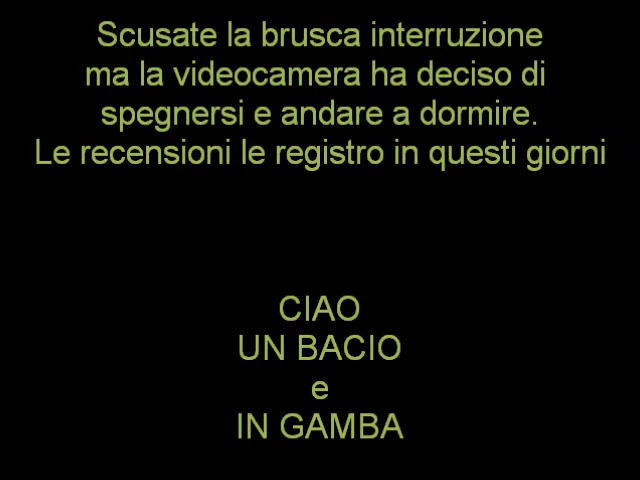 Scusate la brusca interruzione
ma la videocamera ha deciso di
spegnersi e andare a dormire.
Le recensioni le registro in questi giorni
CIAO
UN BACIO
e
IN GAMBA